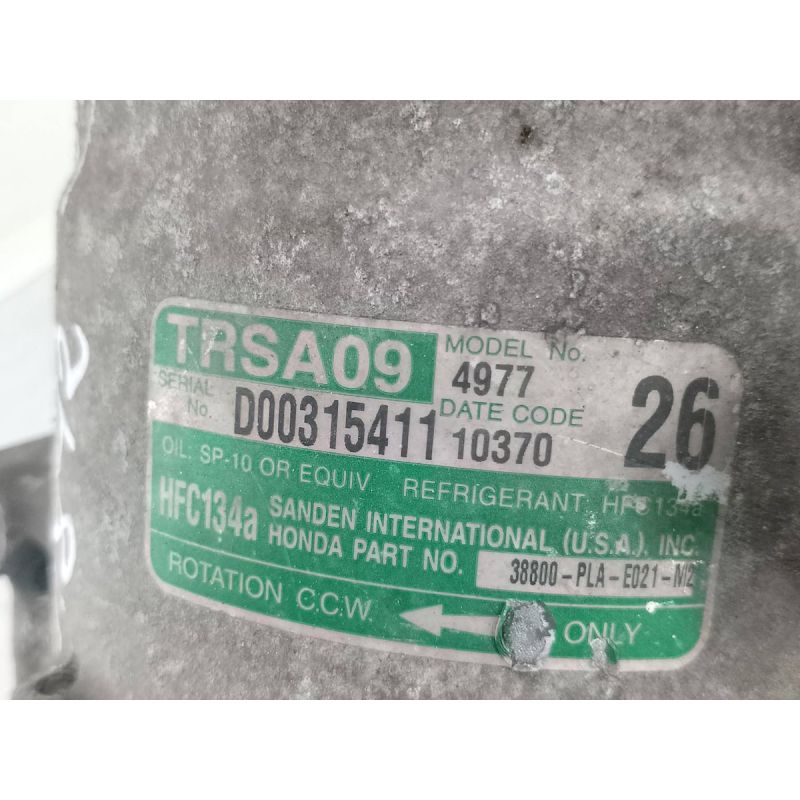 TRSA09
MODEL No.
4977
26
SERIAL No.
D00315411
DATE CODE
10370
OIL. SP-10 OR EQUIV
REFRIGERANT HFC134a
HFC134a
SANDEN INTERNATIONAL (U.S.A.), INC.
HONDA PART NO.
38800-PLA-E021-M2
ROTATION C.C.W.
ONLY